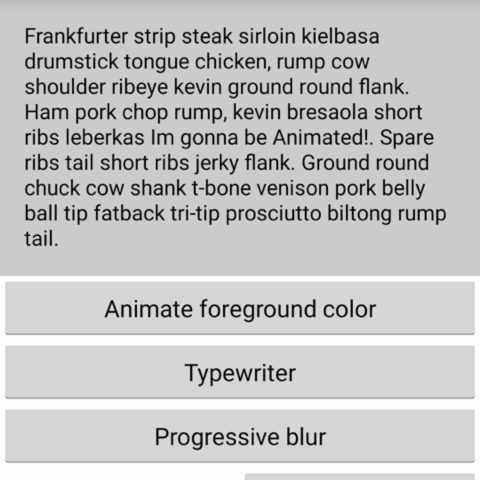 Frankfurter strip steak sirloin kielbasa
drumstick tongue chicken, rump cow
shoulder ribeye kevin ground round flank.
Ham pork chop rump, kevin bresaola short
ribs leberkas Im gonna be Animated!. Spare
ribs tail short ribs jerky flank. Ground round
chuck cow shank t-bone venison pork belly
ball tip fatback tri-tip prosciutto biltong rump
tail.
Animate foreground color
Typewriter
Progressive blur